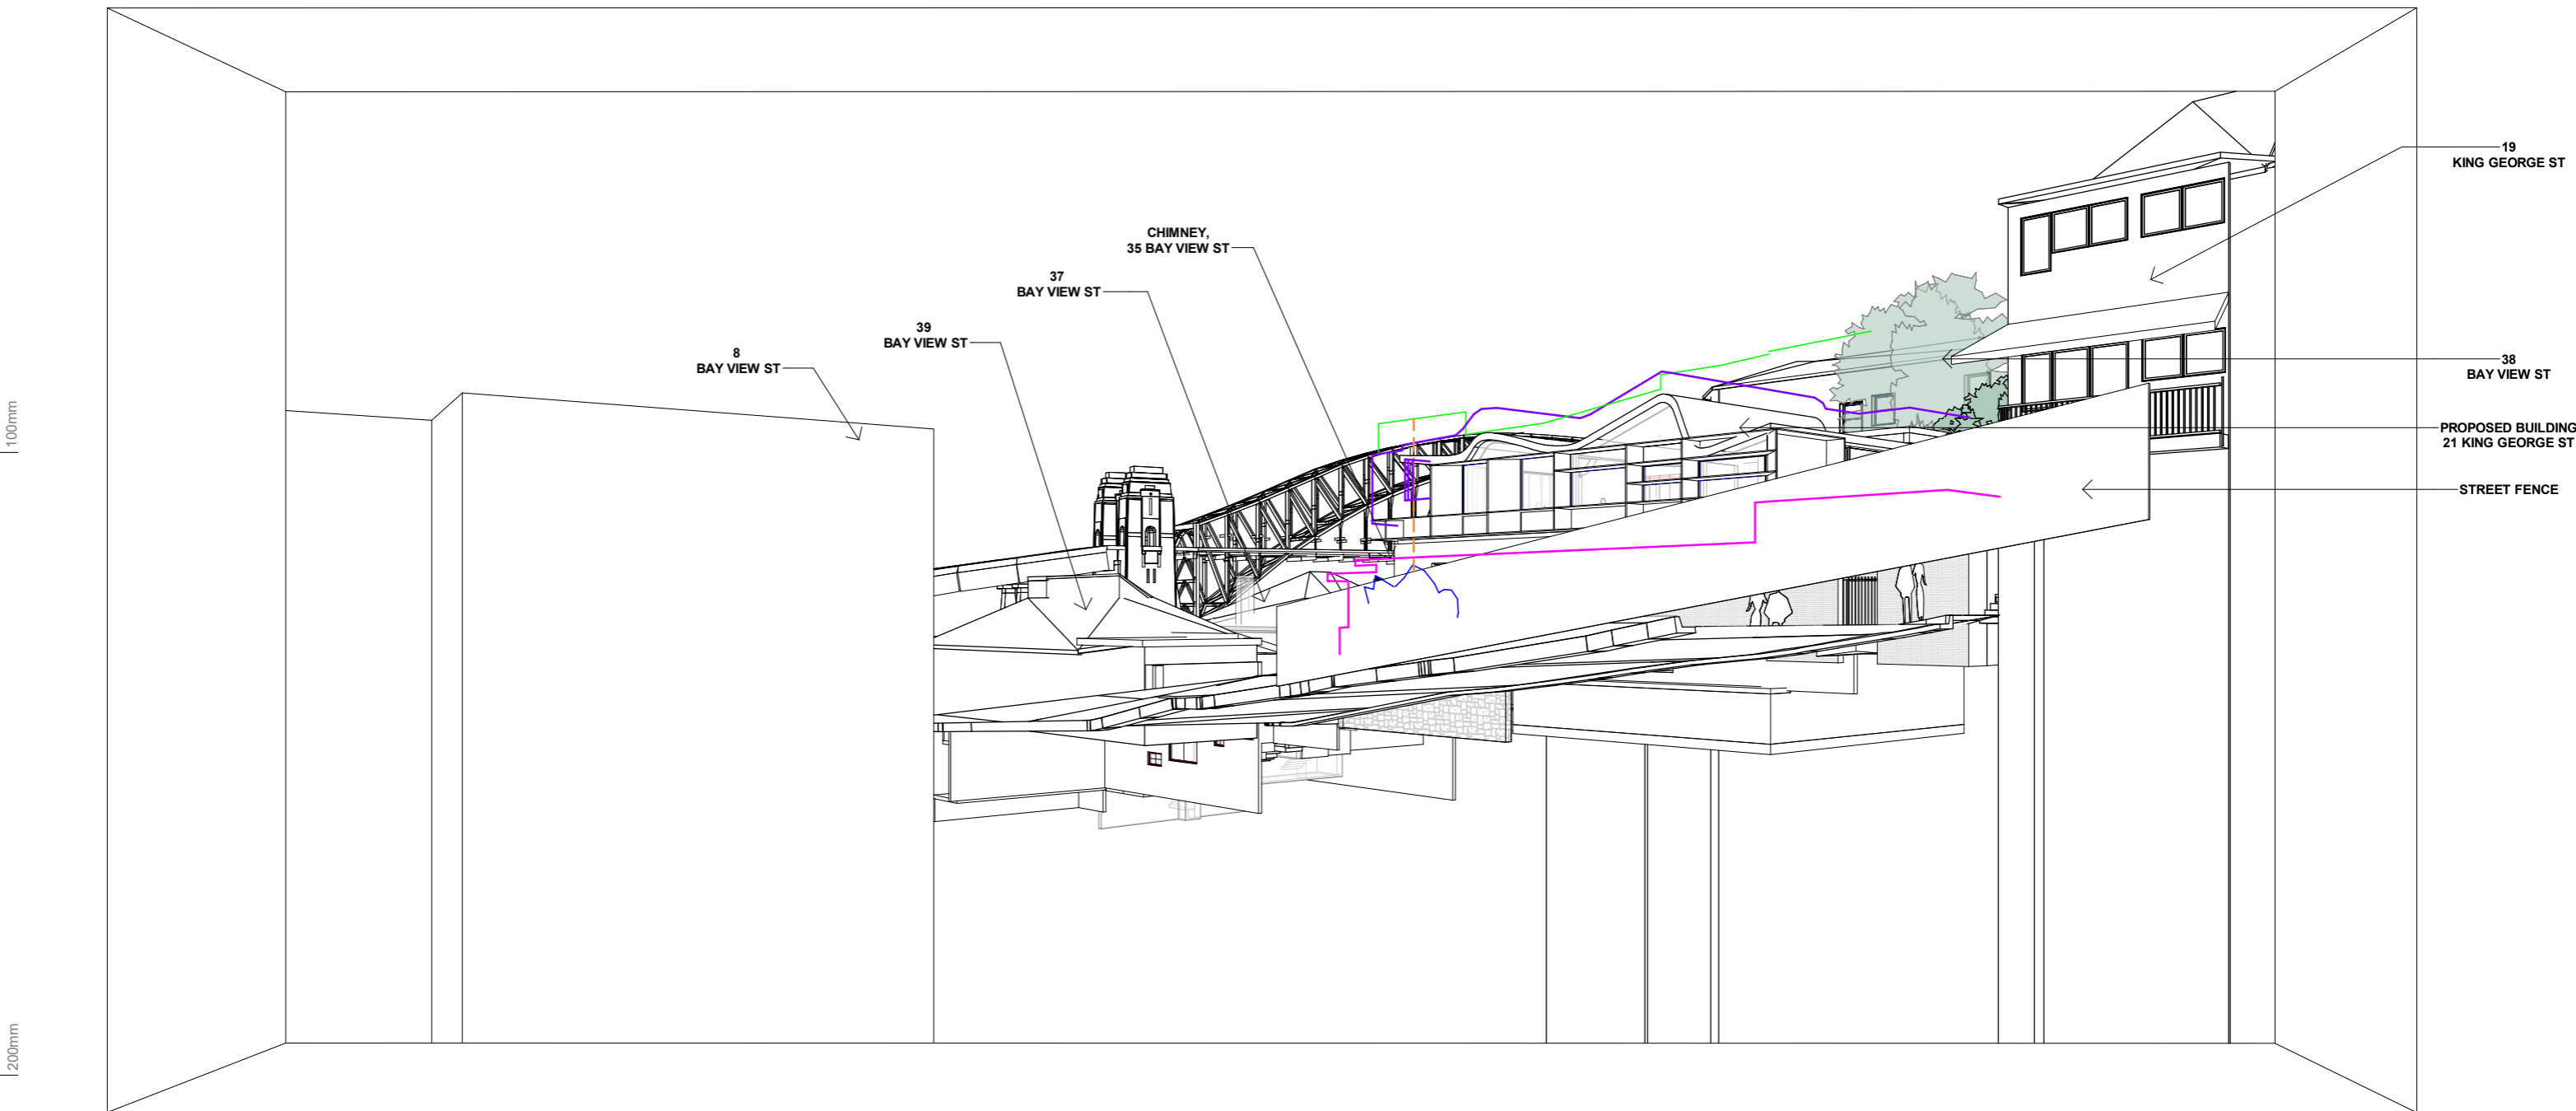 19
KING GEORGE ST
CHIMNEY,
35 BAY VIEW ST
37
BAY VIEW ST
39
BAY VIEW ST
8
BAY VIEW ST
38
BAY VIEW ST
100mm
PROPOSED BUILDING
21 KING GEORGE ST
STREET FENCE
200mm